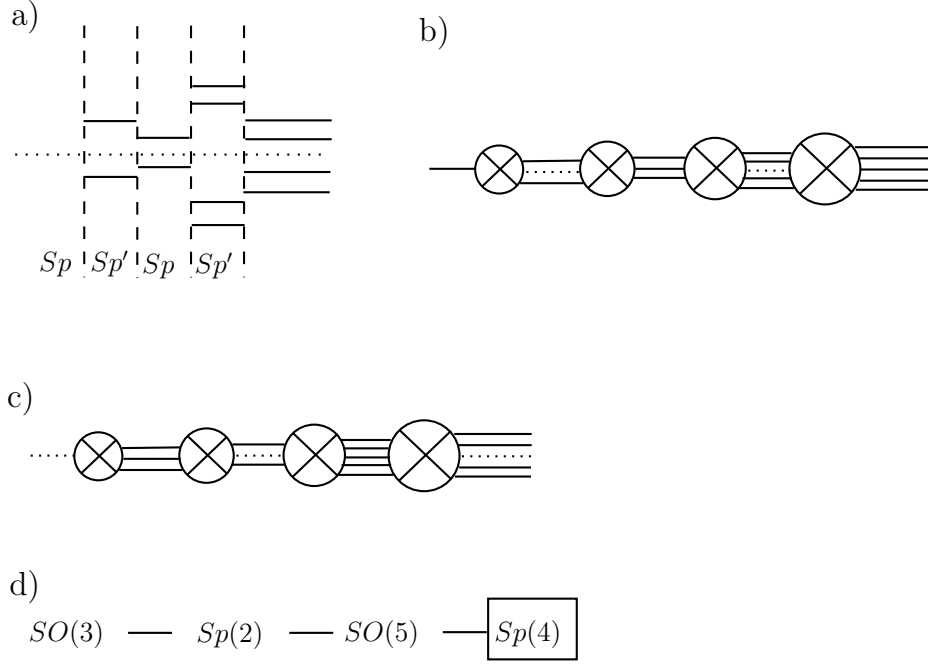 a)
b)
Sp Sp′ Sp Sp′
c)
d)
SO(3) Sp(2) SO(5) Sp(4)